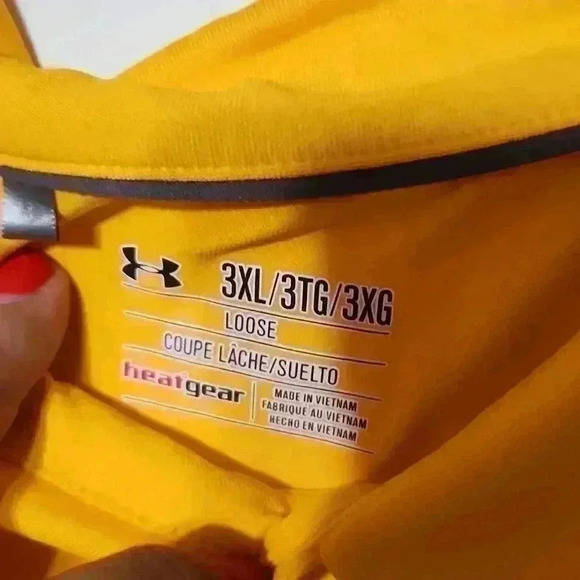 3XL/3TG/3XG
LOOSE
COUPE LÂCHE/SUELTO
heatgear
MADE IN VIETNAM
FABRIQUÉ AU VIETNAM
HECHO EN VIETNAM